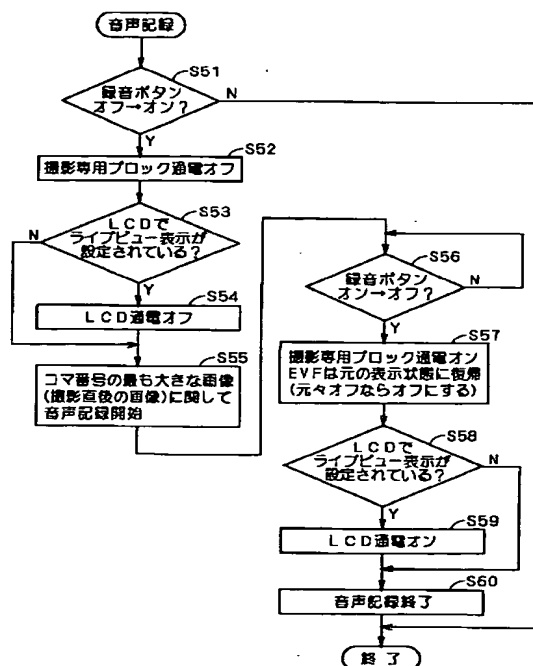 音声記録
S51
録音ボタン
オフ→オン?
N
Y
S52
撮影専用ブロック通電オフ
S53
LCDで
ライブビュー表示が
設定されている?
N
Y
S54
LCD通電オフ
S55
コマ番号の最も大きな画像
(撮影直後の画像)に関して
音声記録開始
S56
録音ボタン
オン→オフ?
N
Y
S57
撮影専用ブロック通電オン
EVFは元の表示状態に復帰
(元々オフならオフにする)
S58
LCDで
ライブビュー表示が
設定されている?
N
Y
S59
LCD通電オン
S60
音声記録終了
終了